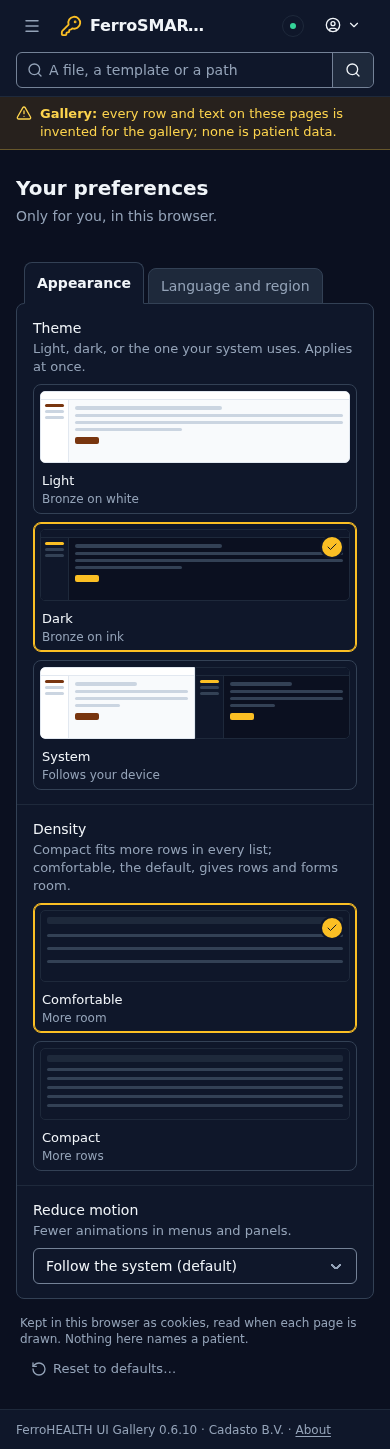 FerroSMAR…
A file, a template or a path
Gallery: every row and text on these pages is
invented for the gallery; none is patient data.
Your preferences
Only for you, in this browser.
Appearance
Language and region
Theme
Light, dark, or the one your system uses. Applies
at once.
Light
Bronze on white
Dark
Bronze on ink
System
Follows your device
Density
Compact fits more rows in every list;
comfortable, the default, gives rows and forms
room.
Comfortable
More room
Compact
More rows
Reduce motion
Fewer animations in menus and panels.
Follow the system (default)
Kept in this browser as cookies, read when each page is
drawn. Nothing here names a patient.
Reset to defaults…
FerroHEALTH UI Gallery 0.6.10 · Cadasto B.V. · About